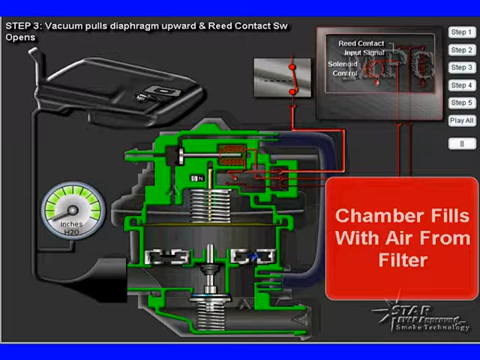 STEP 3: Vacuum pulls diaphragm upward & Reed Contact Sw
Opens
Step 1
Step 2
Step 3
Step 4
Step 5
Play All
Reed Contact
Input Signal
Solenoid
Control
Inches
H20
Chamber Fills
With Air From
Filter
STAR
Smoke Technology